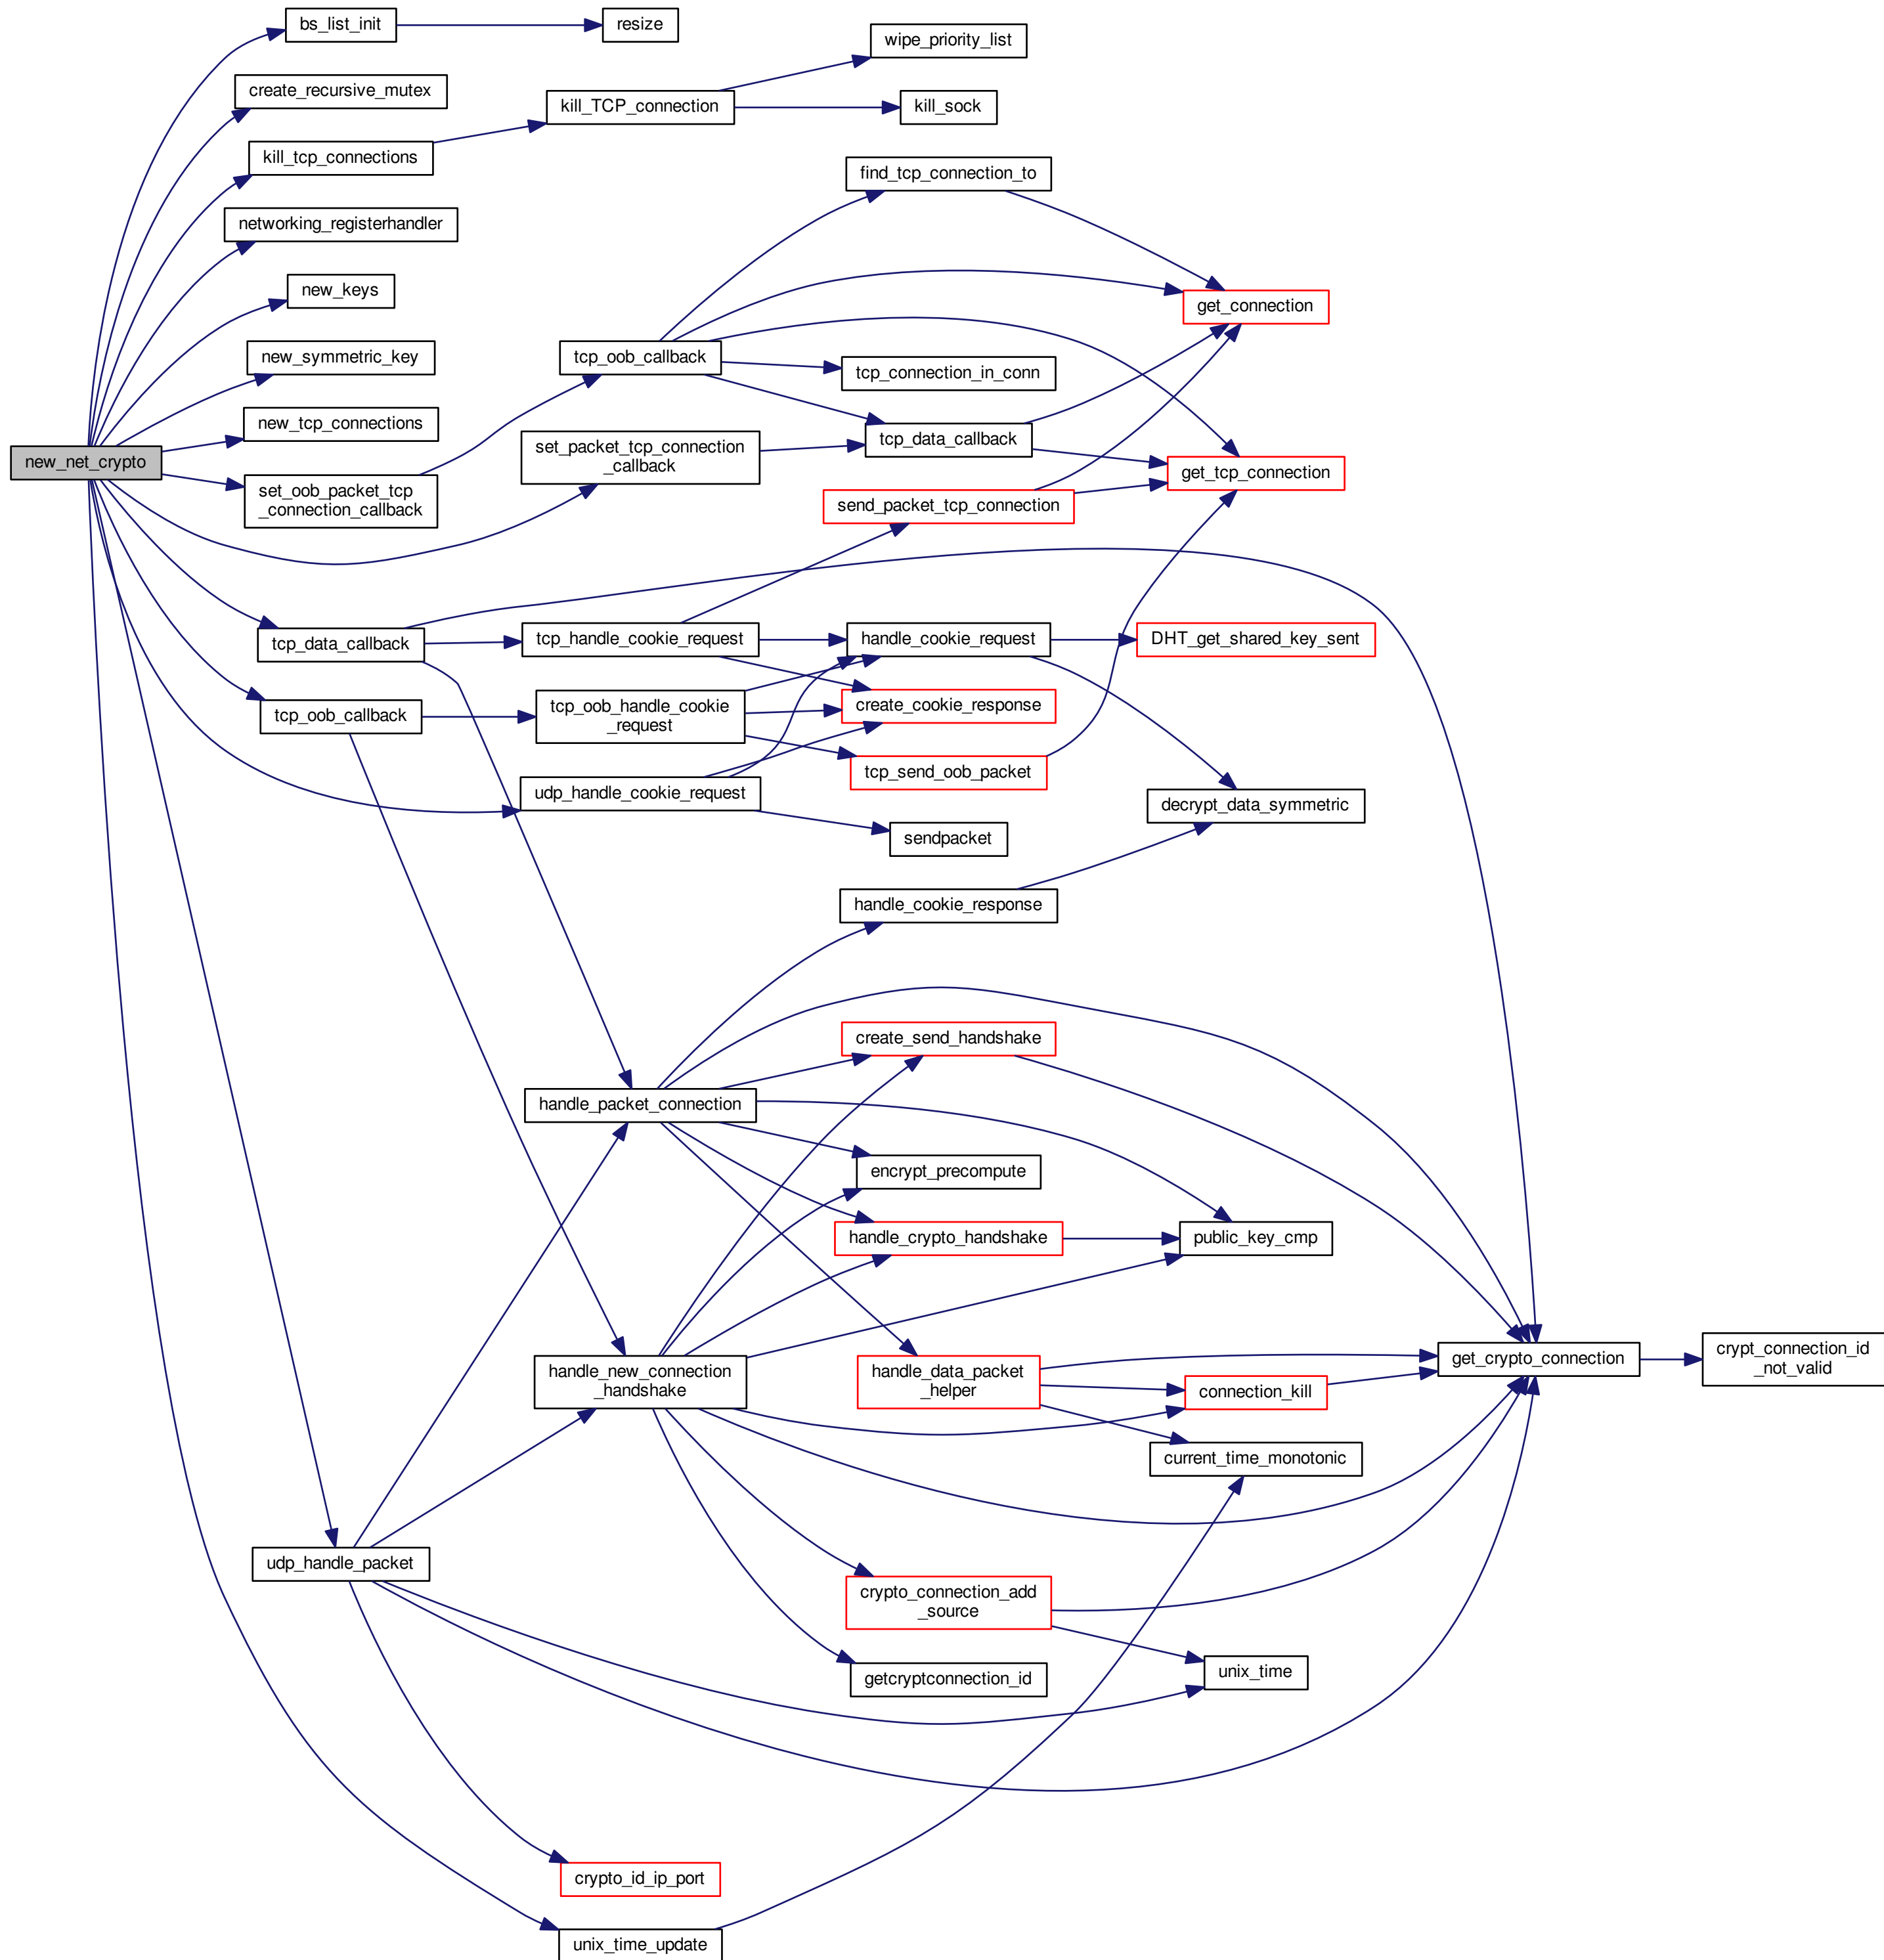 bs_list_init
resize
wipe_priority_list
create_recursive_mutex
kill_TCP_connection
kill_sock
kill_tcp_connections
find_tcp_connection_to
networking_registerhandler
new_keys
get_connection
new_symmetric_key
tcp_oob_callback
tcp_connection_in_conn
new_tcp_connections
set_packet_tcp_connection
_callback
tcp_data_callback
new_net_crypto
get_tcp_connection
set_oob_packet_tcp
_connection_callback
send_packet_tcp_connection
tcp_data_callback
tcp_handle_cookie_request
handle_cookie_request
DHT_get_shared_key_sent
tcp_oob_callback
tcp_oob_handle_cookie
_request
create_cookie_response
tcp_send_oob_packet
udp_handle_cookie_request
decrypt_data_symmetric
sendpacket
handle_cookie_response
create_send_handshake
handle_packet_connection
encrypt_precompute
handle_crypto_handshake
public_key_cmp
handle_new_connection
_handshake
handle_data_packet
_helper
get_crypto_connection
crypt_connection_id
_not_valid
connection_kill
current_time_monotonic
udp_handle_packet
crypto_connection_add
_source
getcryptconnection_id
unix_time
crypto_id_ip_port
unix_time_update